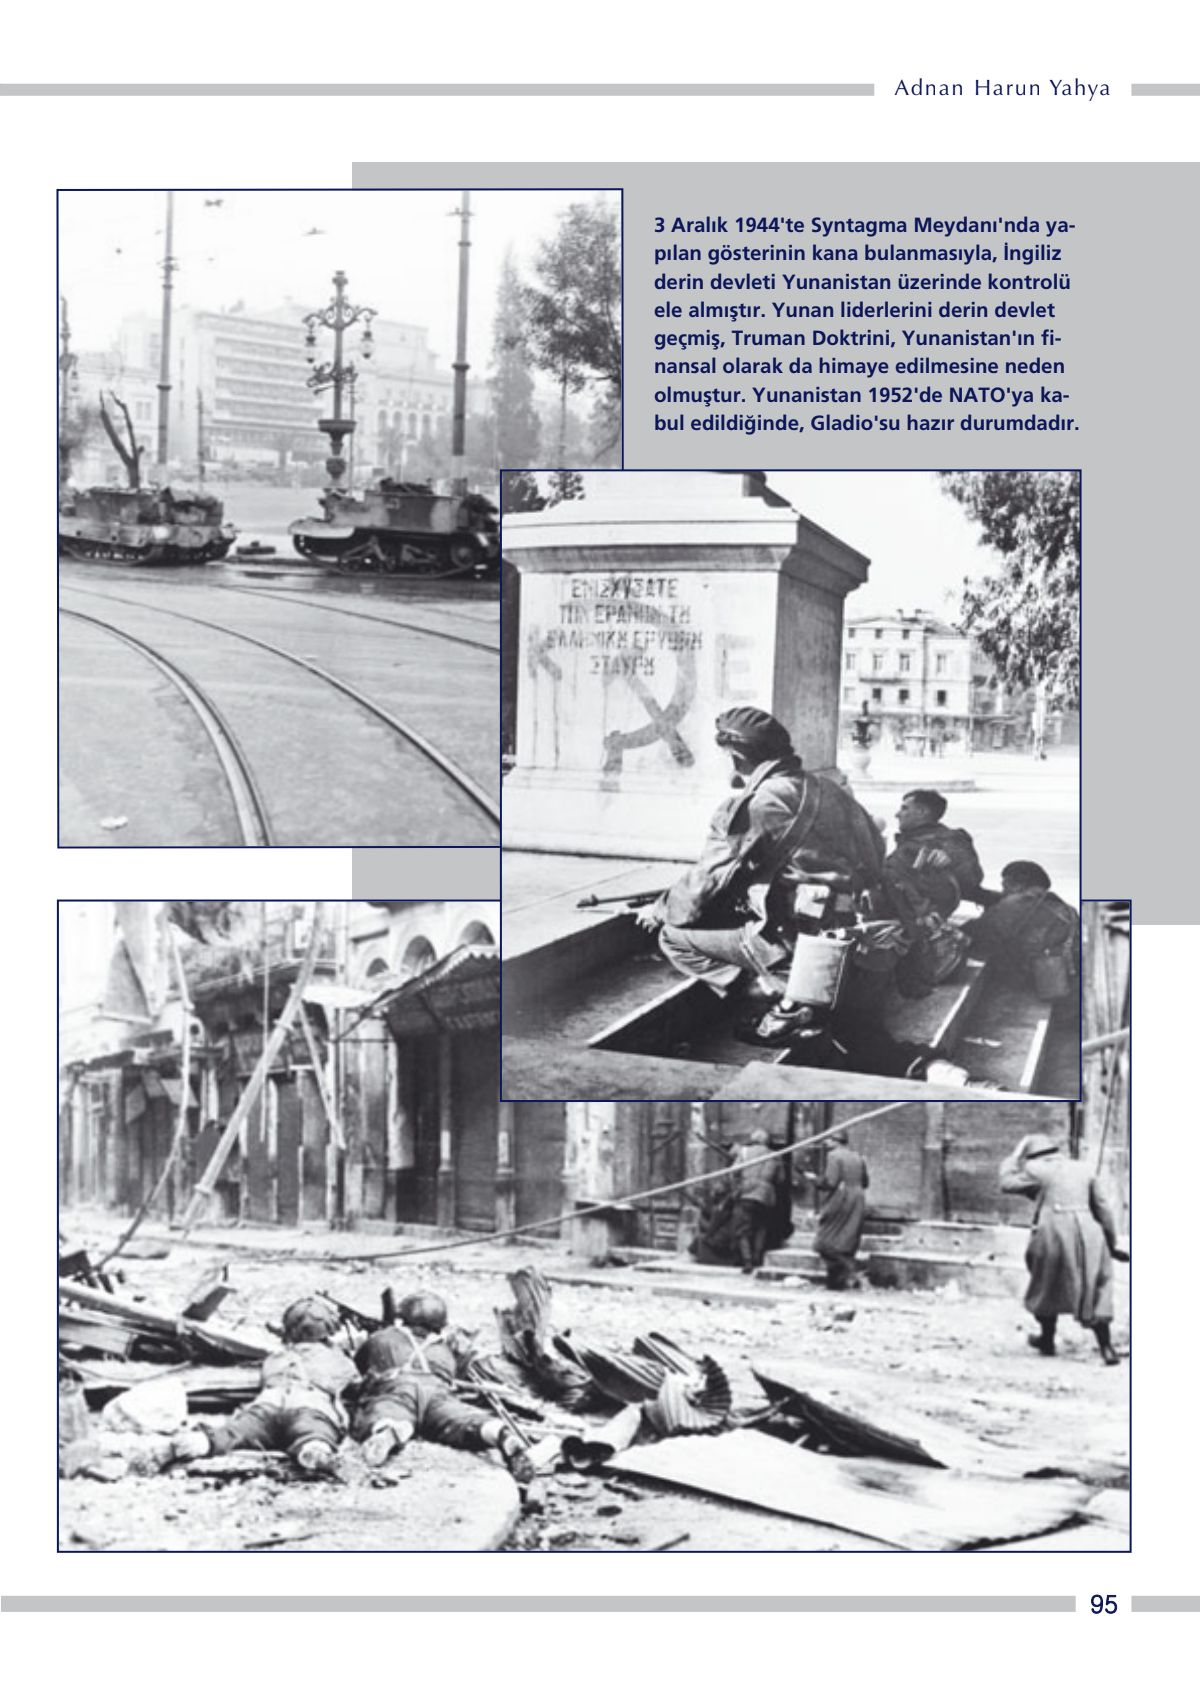 Adnan Harun Yahya
3 Aralık 1944'te Syntagma Meydanı'nda ya-
pılan gösterinin kana bulanmasıyla, İngiliz
derin devleti Yunanistan üzerinde kontrolü
ele almıştır. Yunan liderlerini derin devlet
geçmiş, Truman Doktrini, Yunanistan'ın fi-
nansal olarak da himaye edilmesine neden
olmuştur. Yunanistan 1952'de NATO'ya ka-
bul edildiğinde, Gladio'su hazır durumdadır.
ΕΝΙΣΧΥΣΑΤΕ
ΚΕ
95